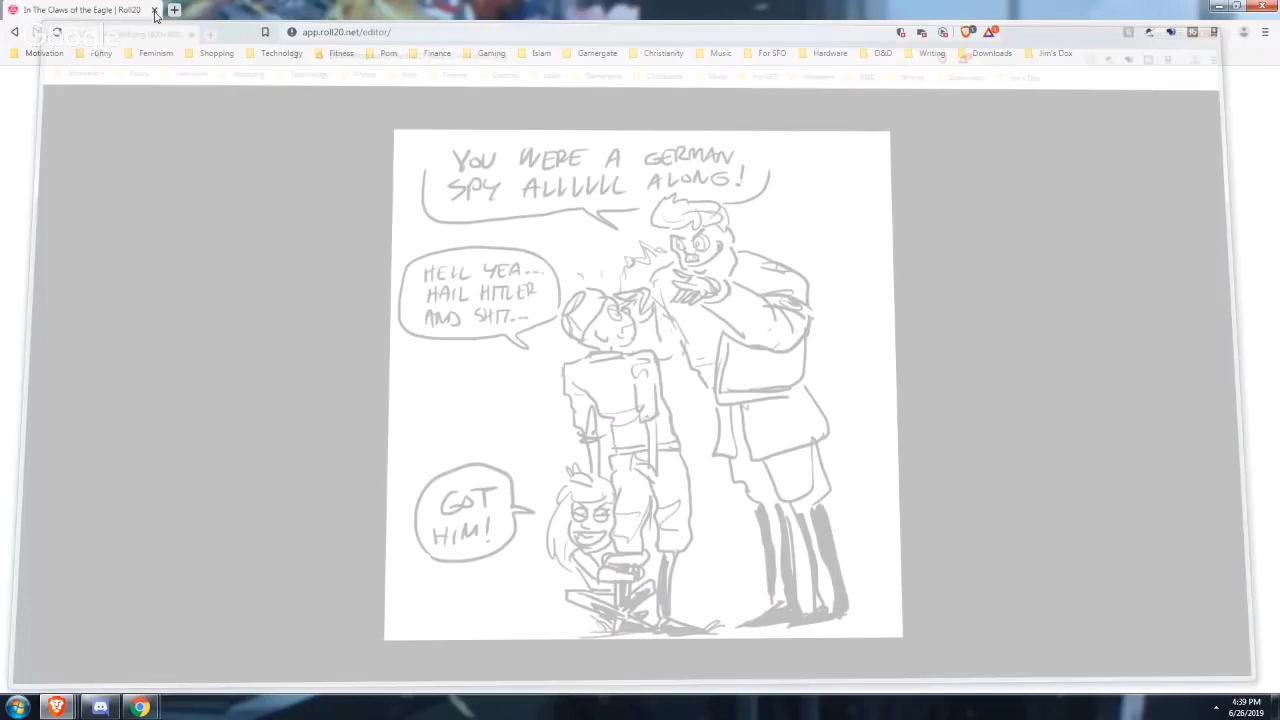 In The Claws of the Eagle | Roll20
app.roll20.net/editor/
Motivation Funny Feminism Shopping Technology Fitness Porn Finance Gaming Islam Gamergate Christianity Music For SFO Hardware D&D Writing Downloads Jim's Dox
YOU WERE A GERMAN
SPY ALLLLLL ALONG!
HELL YEA...
HAIL HITLER
AND SHIT...
GOT
HIM!
4:39 PM
6/26/2019